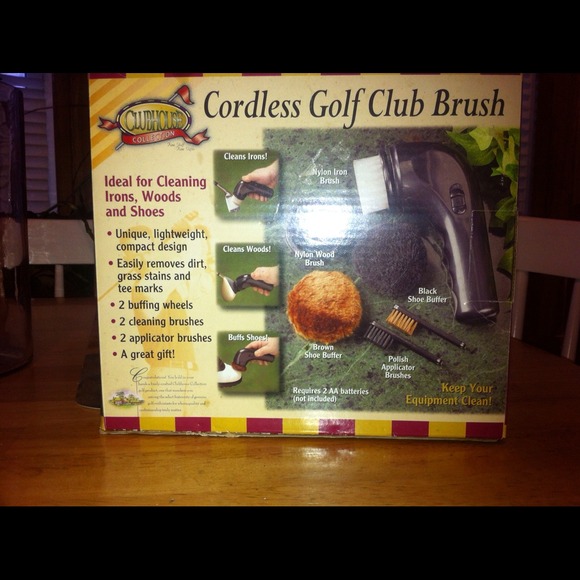 CLUBHOUSE
COLLECTION
Cordless Golf Club Brush
Ideal for Cleaning
Irons, Woods
and Shoes
• Unique, lightweight,
compact design
• Easily removes dirt,
grass stains and
tee marks
• 2 buffing wheels
• 2 cleaning brushes
• 2 applicator brushes
• A great gift!
Cleans Irons!
Cleans Woods!
Buffs Shoes!
Nylon Iron
Brush
Nylon Wood
Brush
Black
Shoe Buffer
Brown
Shoe Buffer
Polish
Applicator
Brushes
Requires 2 AA batteries
(not included)
Keep Your
Equipment Clean!